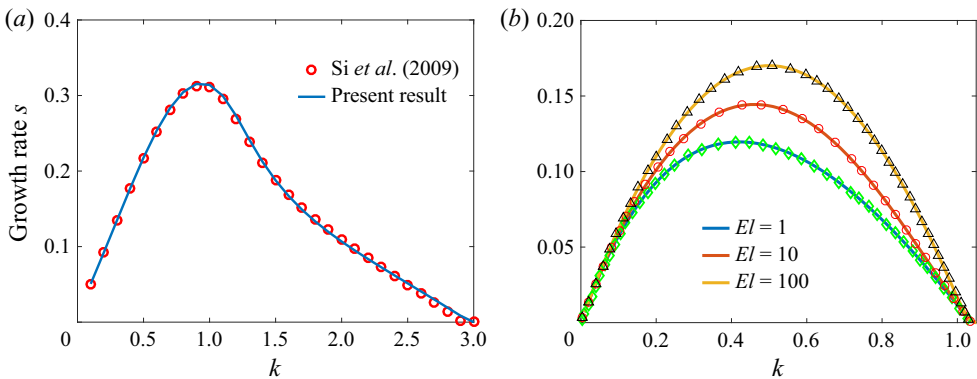 (a)
(b)
0.4
0.3
0.2
0.1
Growth rate s
0
0.5
1.0
1.5
2.0
2.5
3.0
k
Si et al. (2009)
Present result
0.20
0.15
0.10
0.05
0
0.2
0.4
0.6
0.8
1.0
k
El = 1
El = 10
El = 100